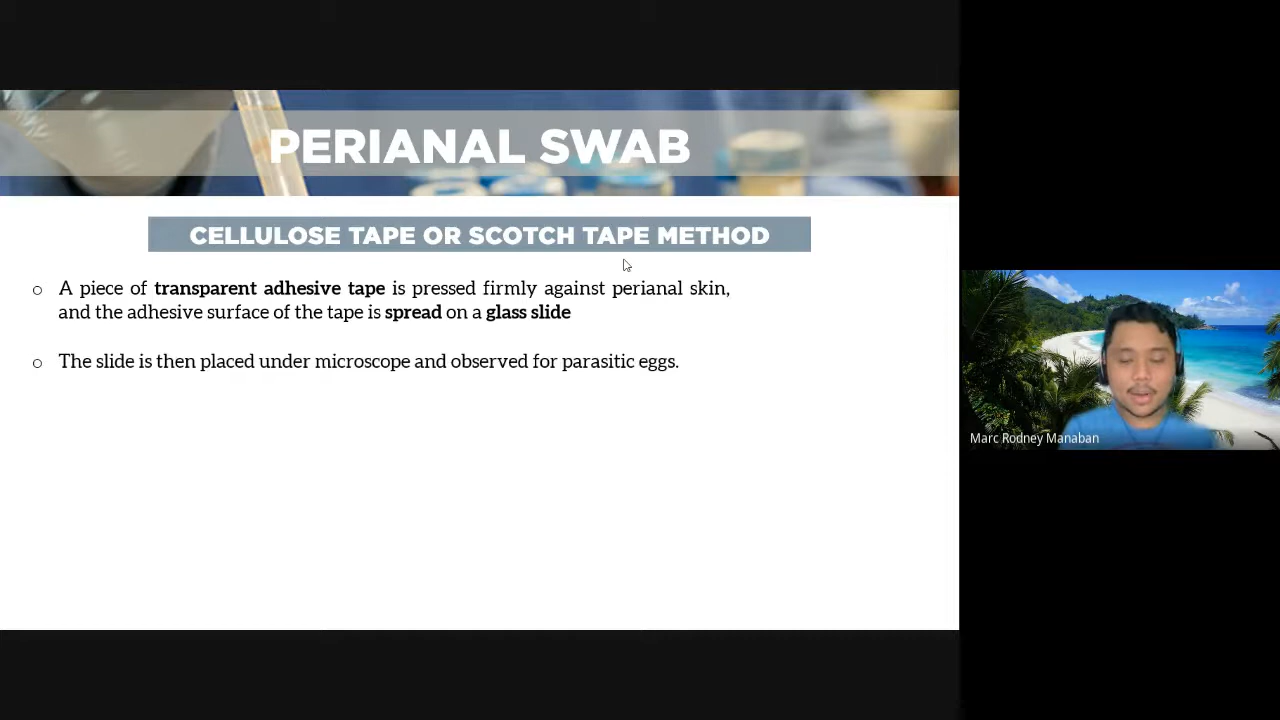 PERIANAL SWAB
CELLULOSE TAPE OR SCOTCH TAPE METHOD
○ A piece of transparent adhesive tape is pressed firmly against perianal skin,
and the adhesive surface of the tape is spread on a glass slide
○ The slide is then placed under microscope and observed for parasitic eggs.
Marc Rodney Manaban